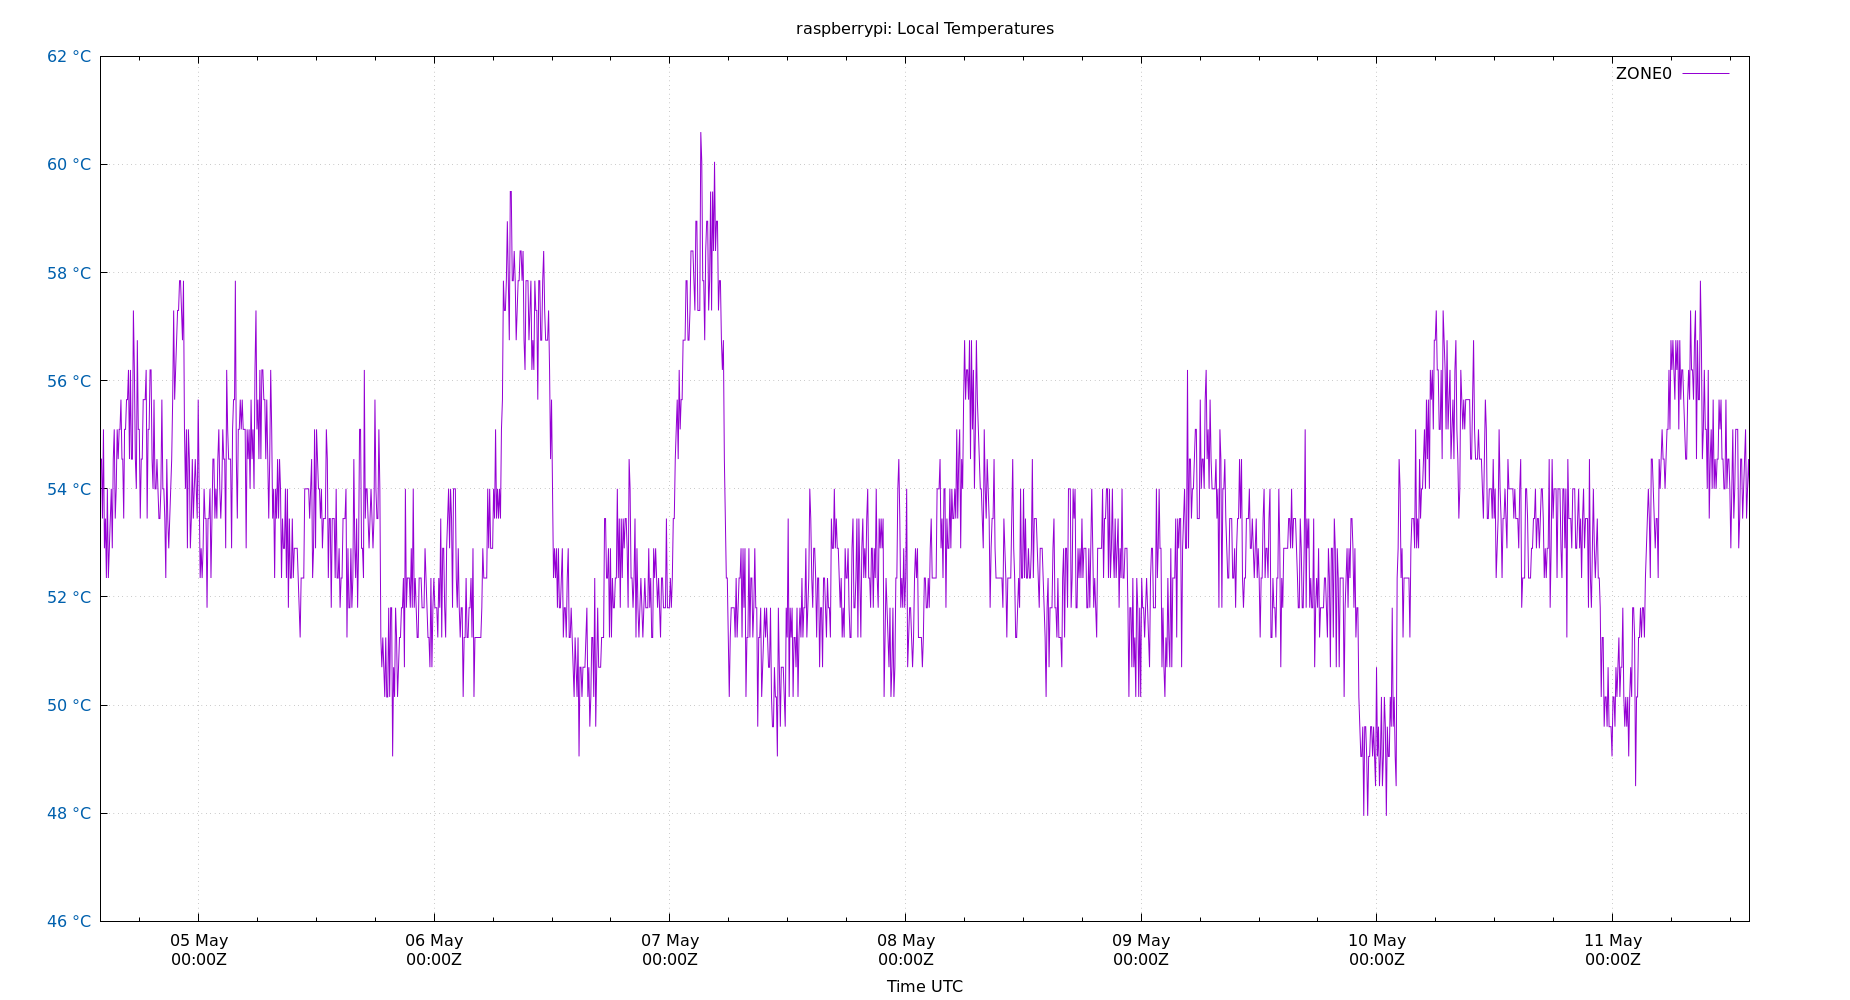 raspberrypi: Local Temperatures
62 °C
ZONE0
60 °C
58 °C
56 °C
54 °C
52 °C
50 °C
48 °C
46 °C
05 May 06 May 07 May 08 May 09 May 10 May 11 May
00:00Z 00:00Z 00:00Z 00:00Z 00:00Z 00:00Z 00:00Z
Time UTC